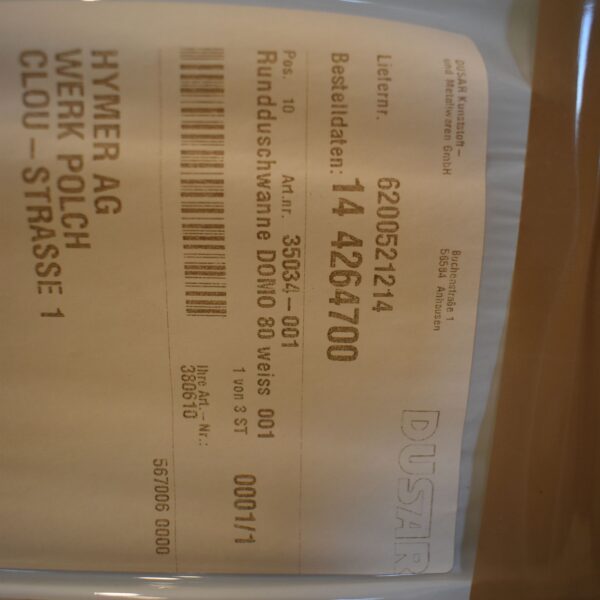 DUSAR Kunststoff-
und Metallwaren GmbH
Buchenstraße 1
56584 Anhausen
DUSAR
Liefernr. 6200521214
Bestelldaten: 14 4264700
Pos. 10 Art.nr. 35034-001
Rundduschwanne DOMO 80 weiss 001
1 von 3 ST 0001/1
Ihre Art.-Nr.:
380610
567006 0000
HYMER AG
WERK POLCH
CLOU-STRASSE 1